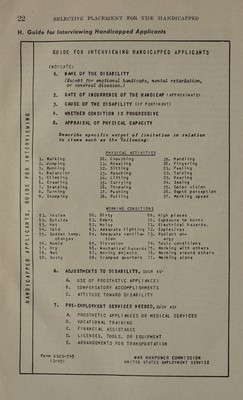 22 SELECTIVE PLACEMENT FOR THE HANDICAPPED
H. Guide for Interviewing Handicapped Applicants
GUIDE FOR INTERVIEWING HANDICAPPED APPLICANTS
INDICATE:
1. NAME OF THE DISABILITY
(Except for emotional handicaps, mental retardation,
or venereal diseases.)
2. DATE OF INCURRENCE OF THE HANDICAP (APPROXIMATE)
3. CAUSE OF THE DISABILITY (IF PERTINENT)
4. WHETHER CONDITION IS PROGRESSIVE
5. APPRAISAL OF PHYSICAL CAPACITY
Describe specific extent of limitation in relation
to items such as the following:
PHYSICAL ACTIVITIES
1. Walking
2. Jumping
3. Running
4. Balancing
5. Climbing
6. Crawling
7. Standing
8. Turning
9. Stooping
10. Crouching
11. Kneeling
12. Sitting
13. Reaching
14. Lifting
15. Carrying
16. Throwing
17. Pushing
18. Pulling
19. Handling
20. Fingering
21. Feeling
22. Talking
23. Hearing
24. Seeing
25. Color vision
26. Depth perception
27. Working speed
WORKING CONDITIONS
51. Inside
52. Outside
53. Hot
54. Cold
55. Sudden temp.
changes
56. Humid
57. Dry
58. Wet
59. Dusty
60. Dirty
61. Odors
62. Noisy
63. Adequate lighting
64. Adequate ventila-
tion
65. Vibration
66. Mechanical hazards
67. Moving objects
68. Cramped quarters
69. High places
70. Exposure to burns
71. Electrical hazards
72. Explosives
73. Radiant en-
ergy
74. Toxic conditions
75. Working with others
76. Working around others
77. Working alone
6. ADJUSTMENTS TO DISABILITY, SUCH AS:
A. USE OF PROSTHETIC APPLIANCES
B. COMPENSATORY ACCOMPLISHMENTS
C. ATTITUDE TOWARD DISABILITY
7. PRE-EMPLOYMENT SERVICES NEEDED, SUCH AS:
A. PROSTHETIC APPLIANCES OR MEDICAL SERVICES
B. VOCATIONAL TRAINING
C. FINANCIAL ASSISTANCE
D. LICENSES, TOOLS, OR EQUIPMENT
E. ARRANGEMENTS FOR TRANSPORTATION
WAR MANPOWER COMMISSION
UNITED STATES EMPLOYMENT SERVICE